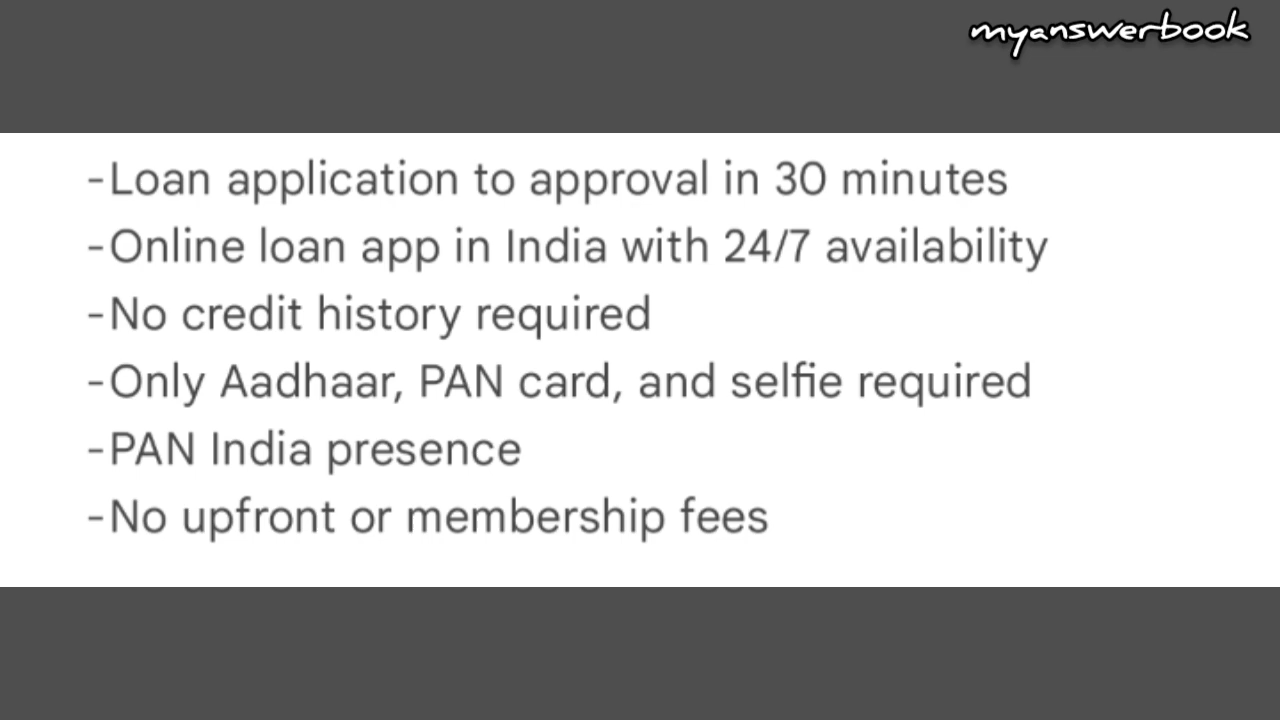 myanswerbook
-Loan application to approval in 30 minutes
-Online loan app in India with 24/7 availability
-No credit history required
-Only Aadhaar, PAN card, and selfie required
-PAN India presence
-No upfront or membership fees